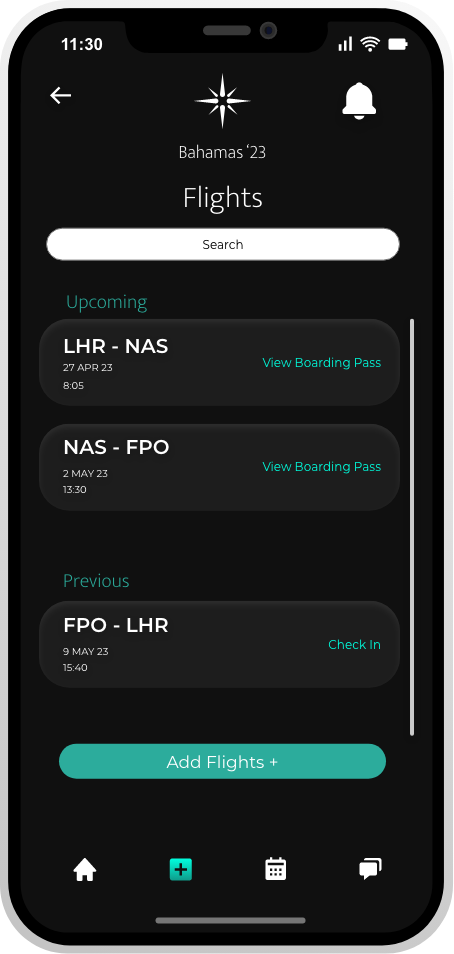 11:30
Bahamas ‘23
Flights
Search
Upcoming
LHR - NAS
27 APR 23
8:05
View Boarding Pass
NAS - FPO
2 MAY 23
13:30
View Boarding Pass
Previous
FPO - LHR
9 MAY 23
15:40
Check In
Add Flights +